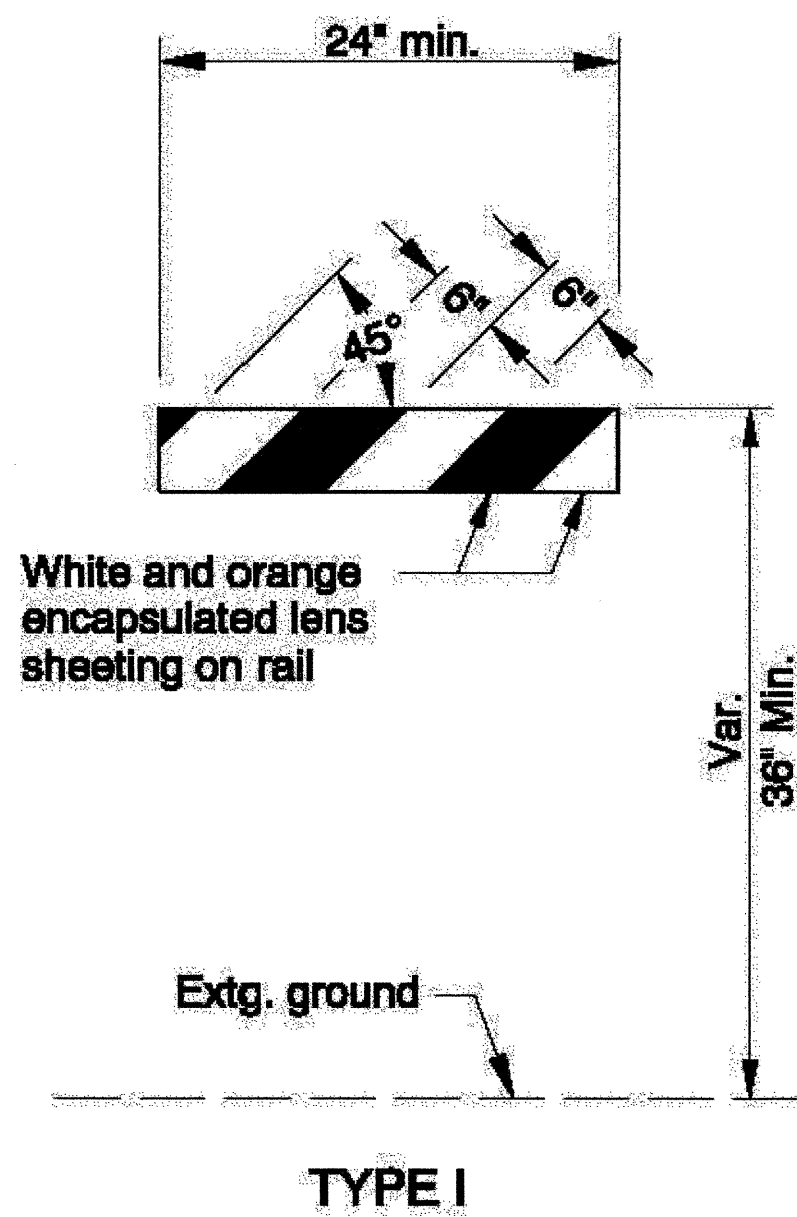 24" min.
6"
6"
45°
White and orange
encapsulated lens
sheeting on rail
Var.
36" Min.
Extg. ground
TYPE I